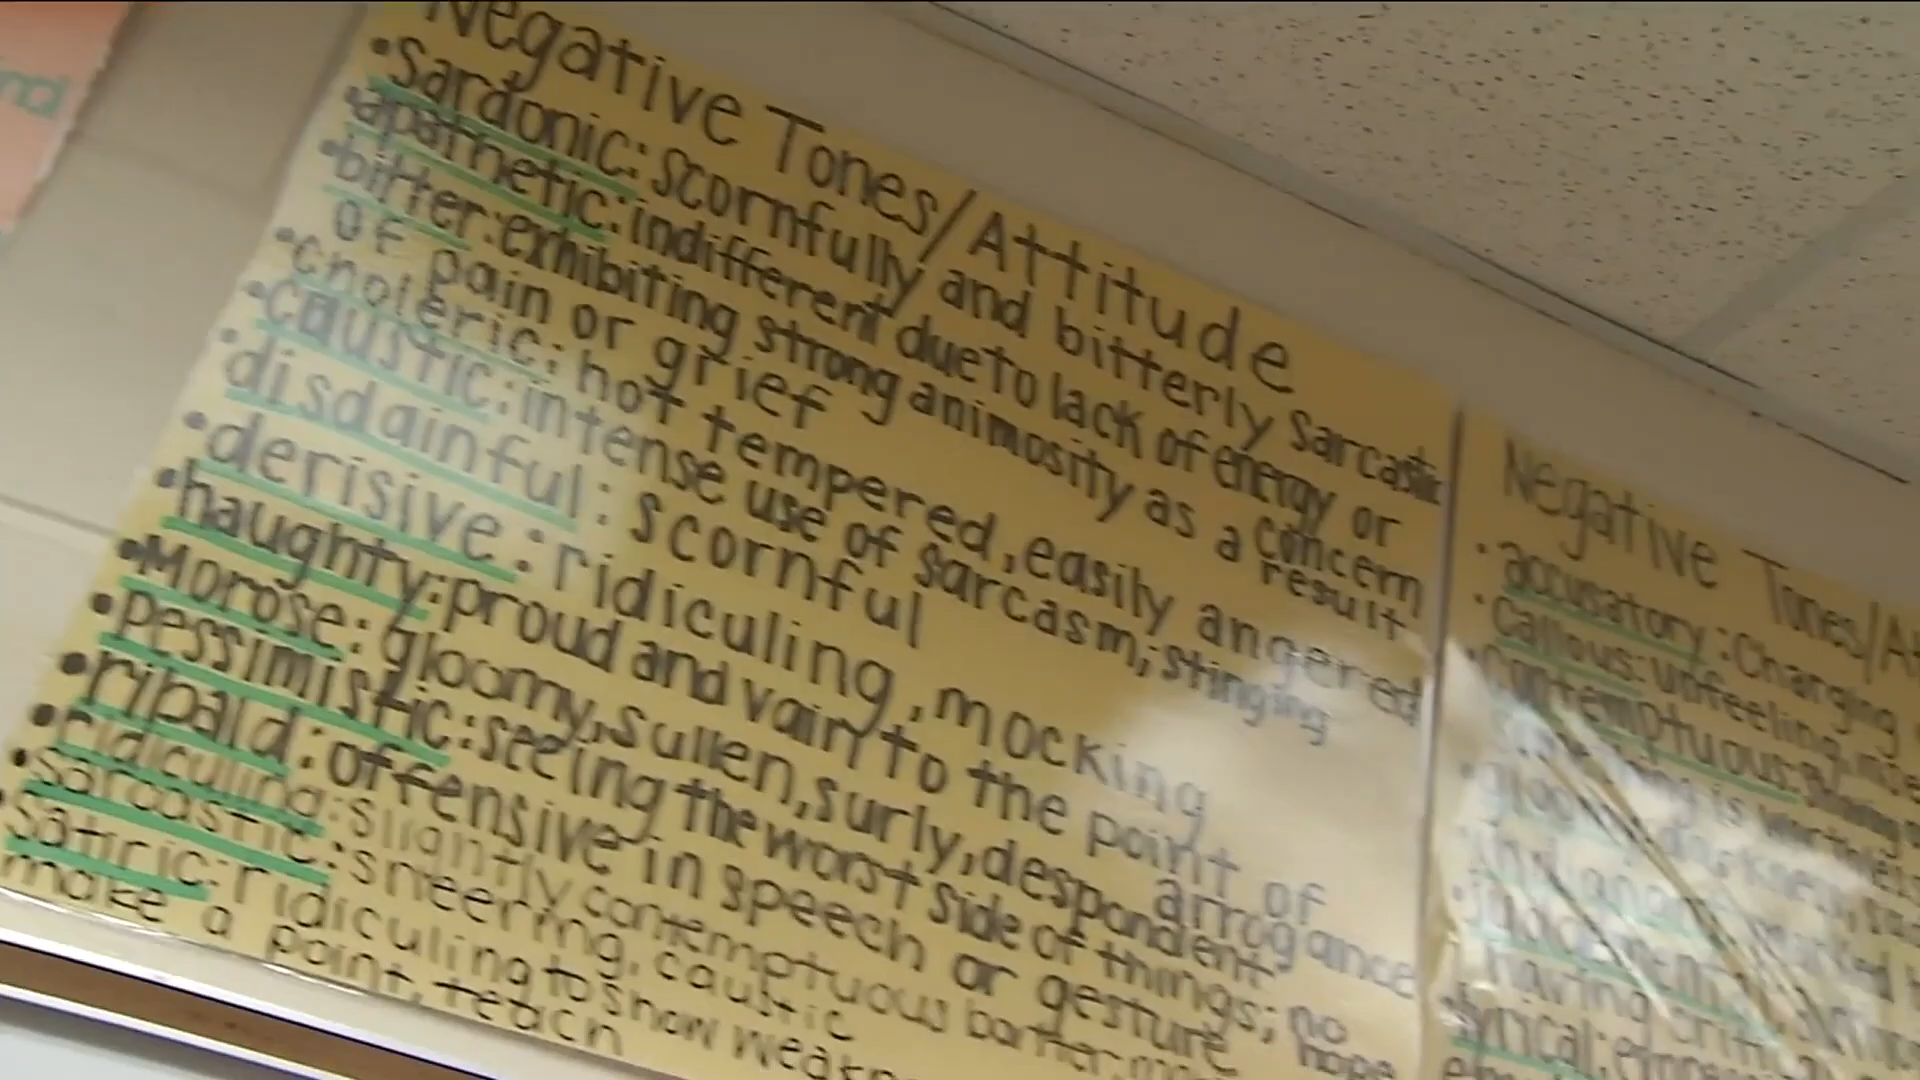 Negative Tones/Attitude
•Sardonic: scornfully and bitterly sarcastic
•apathetic: indifferent due to lack of energy or concern
•bitter: exhibiting strong animosity as a result
of pain or grief
•choleric: hot tempered, easily angered
•caustic: intense use of sarcasm; stinging
•disdainful: scornful
•derisive: ridiculing, mocking
•haughty: proud and vain to the point of
arrogance
•Morose: gloomy, sullen, surly, despondent
•pessimistic: seeing the worst side of things; no
hope
•ribald: offensive in speech or gesture
•ridiculing: slightly contemptuous banter;
•sarcastic: sneering, caustic
•satiric: ridiculing to show
make a point, teach
Negative Tones/
•accusatory: Charging
•Callous: unfeeling,
•contemptuous:
having